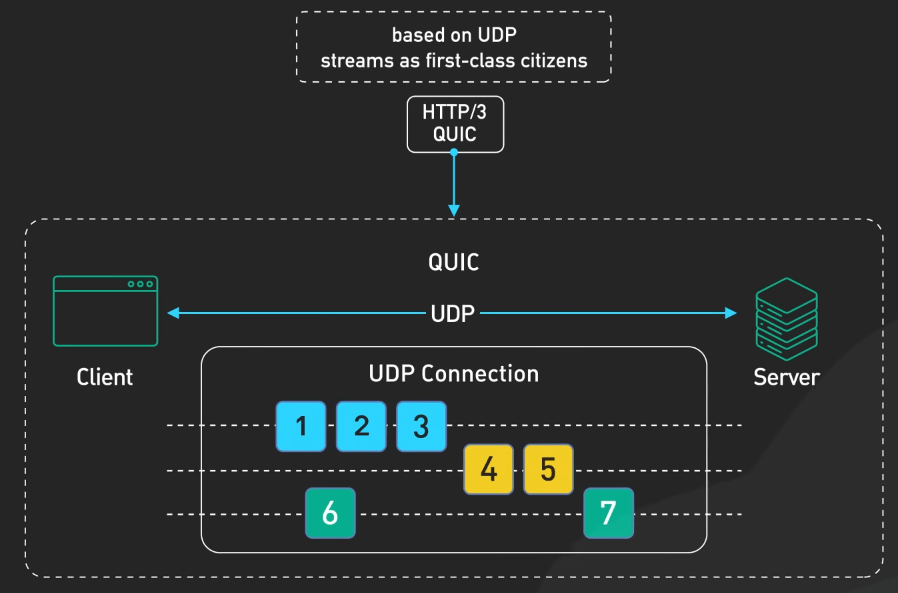 based on UDP
streams as first-class citizens
HTTP/3
QUIC
QUIC
UDP
Client
Server
UDP Connection
1 2 3
4 5
6 7